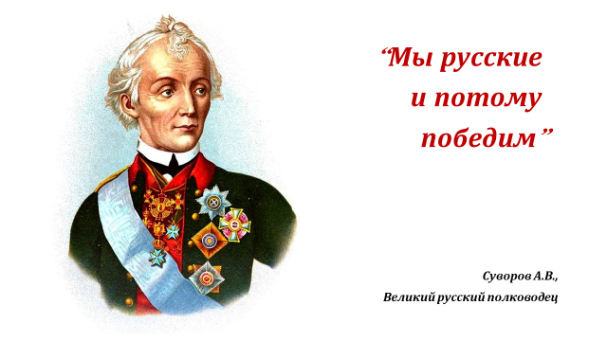 “Мы русские
и потому
победим”
Суворов А.В.,
Великий русский полководец